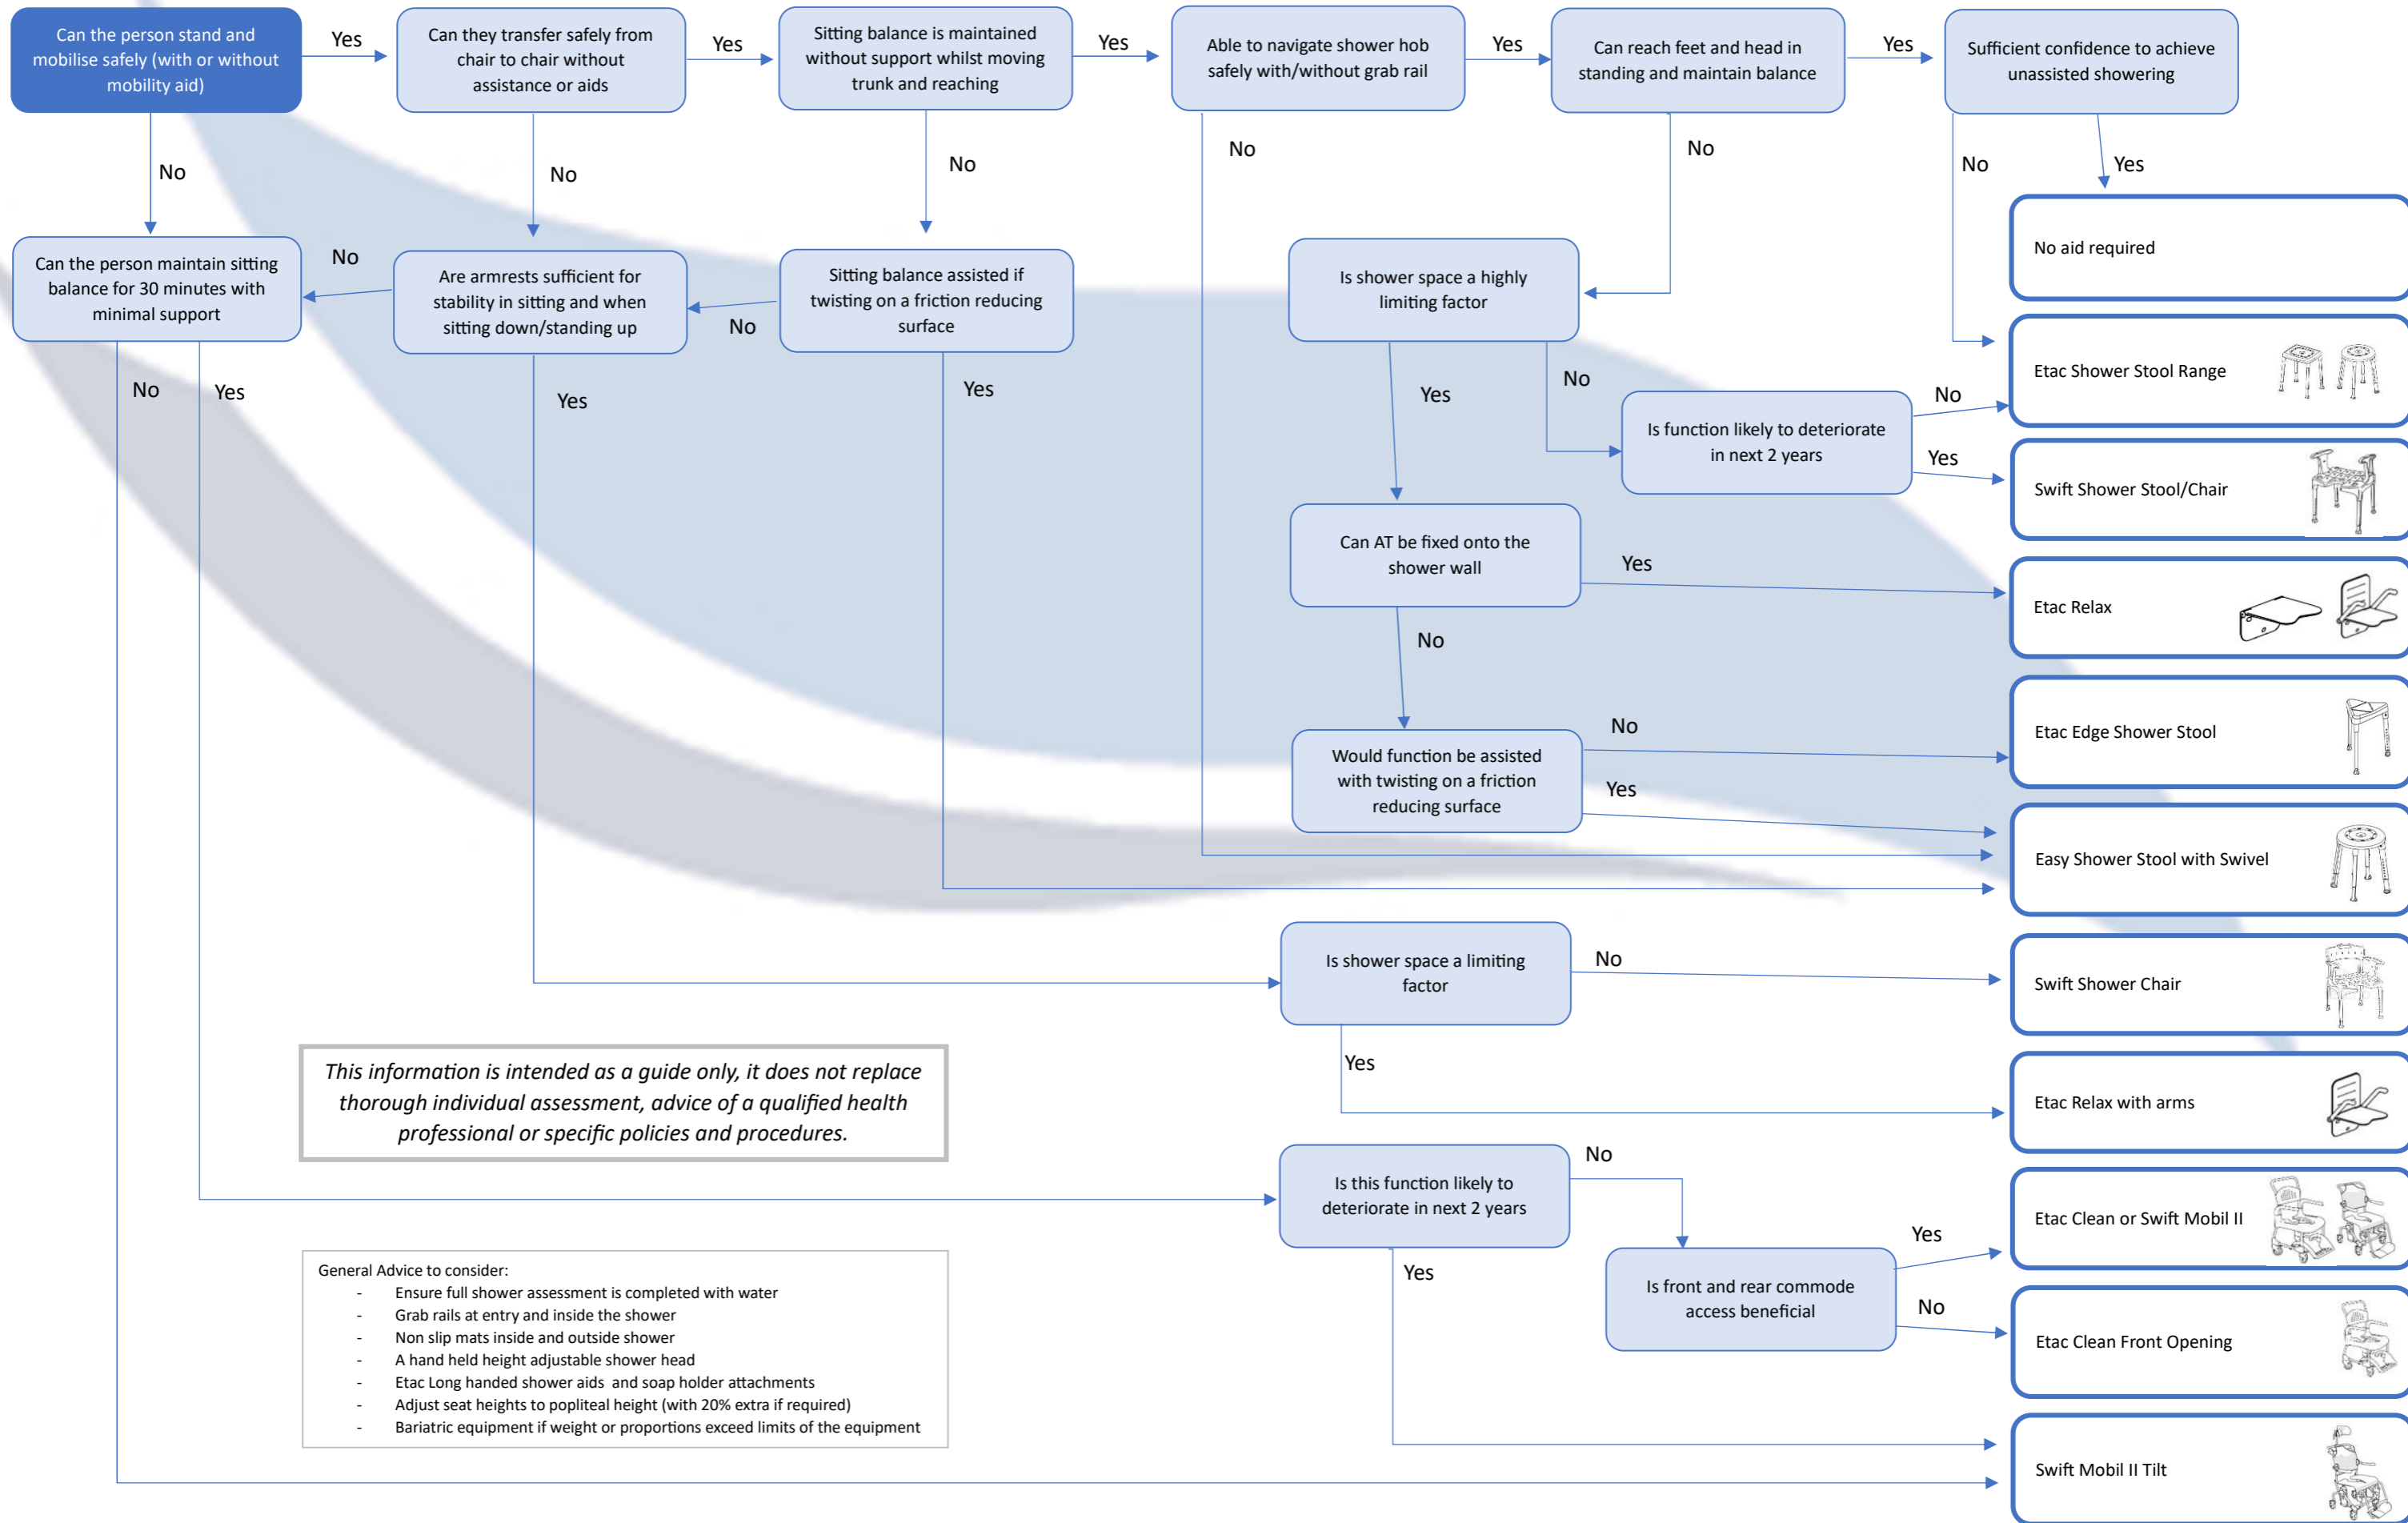 Can the person stand and
mobilise safely (with or without
mobility aid)
Yes
Can they transfer safely from
chair to chair without
assistance or aids
Yes
Sitting balance is maintained
without support whilst moving
trunk and reaching
Yes
Able to navigate shower hob
safely with/without grab rail
Yes
Can reach feet and head in
standing and maintain balance
Yes
Sufficient confidence to achieve
unassisted showering
No
No
No
No
No
No
Yes
No aid required
Can the person maintain sitting
balance for 30 minutes with
minimal support
No
Are armrests sufficient for
stability in sitting and when
sitting down/standing up
No
Sitting balance assisted if
twisting on a friction reducing
surface
Is shower space a highly
limiting factor
Etac Shower Stool Range
No
Yes
Yes
Yes
Yes
No
Is function likely to deteriorate
in next 2 years
No
Yes
Swift Shower Stool/Chair
Can AT be fixed onto the
shower wall
Yes
No
Etac Relax
Would function be assisted
with twisting on a friction
reducing surface
No
Yes
Etac Edge Shower Stool
Easy Shower Stool with Swivel
Is shower space a limiting
factor
No
Yes
Swift Shower Chair
Etac Relax with arms
This information is intended as a guide only, it does not replace
thorough individual assessment, advice of a qualified health
professional or specific policies and procedures.
Is this function likely to
deteriorate in next 2 years
No
Yes
Is front and rear commode
access beneficial
Yes
No
Etac Clean or Swift Mobil II
Etac Clean Front Opening
Swift Mobil II Tilt
General Advice to consider:
- Ensure full shower assessment is completed with water
- Grab rails at entry and inside the shower
- Non slip mats inside and outside shower
- A hand held height adjustable shower head
- Etac Long handed shower aids and soap holder attachments
- Adjust seat heights to popliteal height (with 20% extra if required)
- Bariatric equipment if weight or proportions exceed limits of the equipment